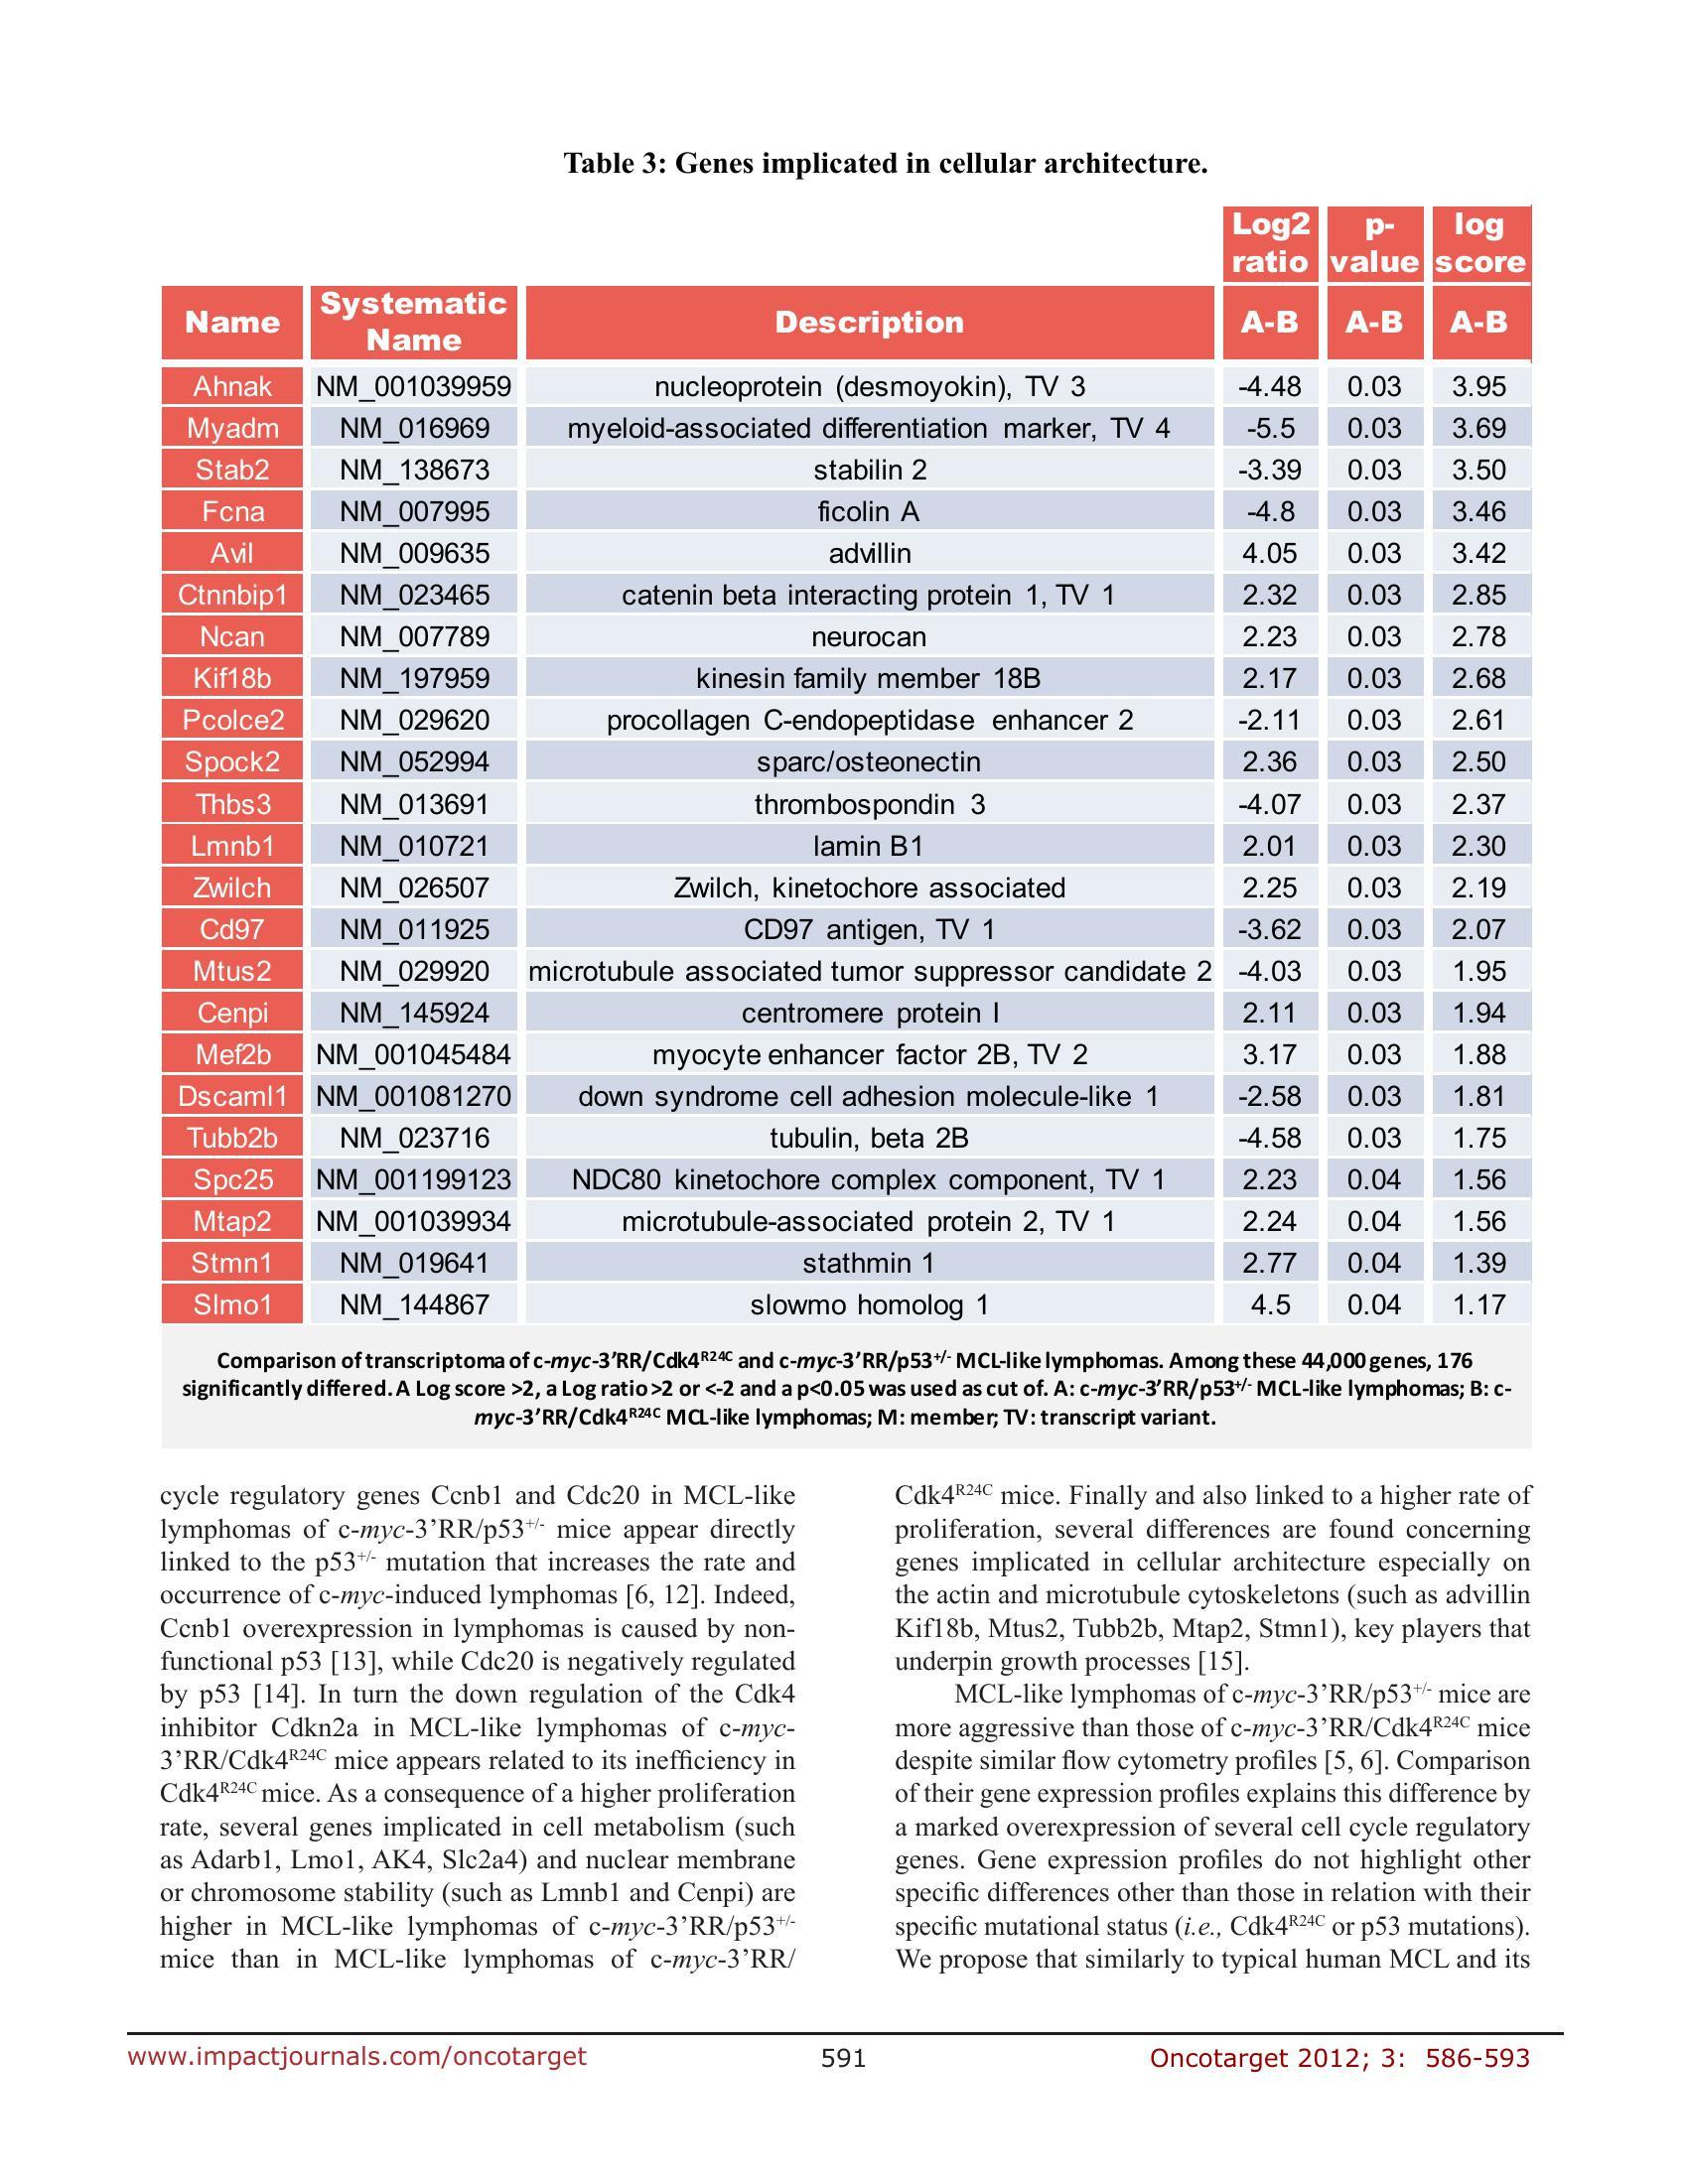 Table 3: Genes implicated in cellular architecture.
Log2 ratio p-value log score
Name Systematic Name Description A-B A-B A-B
Ahnak NM_001039959 nucleoprotein (desmoyokin), TV 3 -4.48 0.03 3.95
Myadm NM_016969 myeloid-associated differentiation marker, TV 4 -5.5 0.03 3.69
Stab2 NM_138673 stabilin 2 -3.39 0.03 3.50
Fcna NM_007995 ficolin A -4.8 0.03 3.46
Avil NM_009635 advillin 4.05 0.03 3.42
Ctnnbip1 NM_023465 catenin beta interacting protein 1, TV 1 2.32 0.03 2.85
Ncan NM_007789 neurocan 2.23 0.03 2.78
Kif18b NM_197959 kinesin family member 18B 2.17 0.03 2.68
Pcolce2 NM_029620 procollagen C-endopeptidase enhancer 2 -2.11 0.03 2.61
Spock2 NM_052994 sparc/osteonectin 2.36 0.03 2.50
Thbs3 NM_013691 thrombospondin 3 -4.07 0.03 2.37
Lmnb1 NM_010721 lamin B1 2.01 0.03 2.30
Zwilch NM_026507 Zwilch, kinetochore associated 2.25 0.03 2.19
Cd97 NM_011925 CD97 antigen, TV 1 -3.62 0.03 2.07
Mtus2 NM_029920 microtubule associated tumor suppressor candidate 2 -4.03 0.03 1.95
Cenpi NM_145924 centromere protein I 2.11 0.03 1.94
Mef2b NM_001045484 myocyte enhancer factor 2B, TV 2 3.17 0.03 1.88
Dscaml1 NM_001081270 down syndrome cell adhesion molecule-like 1 -2.58 0.03 1.81
Tubb2b NM_023716 tubulin, beta 2B -4.58 0.03 1.75
Spc25 NM_001199123 NDC80 kinetochore complex component, TV 1 2.23 0.04 1.56
Mtap2 NM_001039934 microtubule-associated protein 2, TV 1 2.24 0.04 1.56
Stmn1 NM_019641 stathmin 1 2.77 0.04 1.39
Slmo1 NM_144867 slowmo homolog 1 4.5 0.04 1.17
Comparison of transcriptoma of c-myc-3’RR/Cdk4R24C and c-myc-3’RR/p53+/- MCL-like lymphomas. Among these 44,000 genes, 176
significantly differed. A Log score >2, a Log ratio >2 or <-2 and a p<0.05 was used as cut of. A: c-myc-3’RR/p53+/- MCL-like lymphomas; B: c-
myc-3’RR/Cdk4R24C MCL-like lymphomas; M: member; TV: transcript variant.
cycle regulatory genes Ccnb1 and Cdc20 in MCL-like
lymphomas of c-myc-3’RR/p53+/- mice appear directly
linked to the p53+/- mutation that increases the rate and
occurrence of c-myc-induced lymphomas [6, 12]. Indeed,
Ccnb1 overexpression in lymphomas is caused by non-
functional p53 [13], while Cdc20 is negatively regulated
by p53 [14]. In turn the down regulation of the Cdk4
inhibitor Cdkn2a in MCL-like lymphomas of c-myc-
3’RR/Cdk4R24C mice appears related to its inefficiency in
Cdk4R24C mice. As a consequence of a higher proliferation
rate, several genes implicated in cell metabolism (such
as Adarb1, Lmo1, AK4, Slc2a4) and nuclear membrane
or chromosome stability (such as Lmnb1 and Cenpi) are
higher in MCL-like lymphomas of c-myc-3’RR/p53+/-
mice than in MCL-like lymphomas of c-myc-3’RR/
Cdk4R24C mice. Finally and also linked to a higher rate of
proliferation, several differences are found concerning
genes implicated in cellular architecture especially on
the actin and microtubule cytoskeletons (such as advillin
Kif18b, Mtus2, Tubb2b, Mtap2, Stmn1), key players that
underpin growth processes [15].
MCL-like lymphomas of c-myc-3’RR/p53+/- mice are
more aggressive than those of c-myc-3’RR/Cdk4R24C mice
despite similar flow cytometry profiles [5, 6]. Comparison
of their gene expression profiles explains this difference by
a marked overexpression of several cell cycle regulatory
genes. Gene expression profiles do not highlight other
specific differences other than those in relation with their
specific mutational status (i.e., Cdk4R24C or p53 mutations).
We propose that similarly to typical human MCL and its
www.impactjournals.com/oncotarget 591 Oncotarget 2012; 3: 586-593